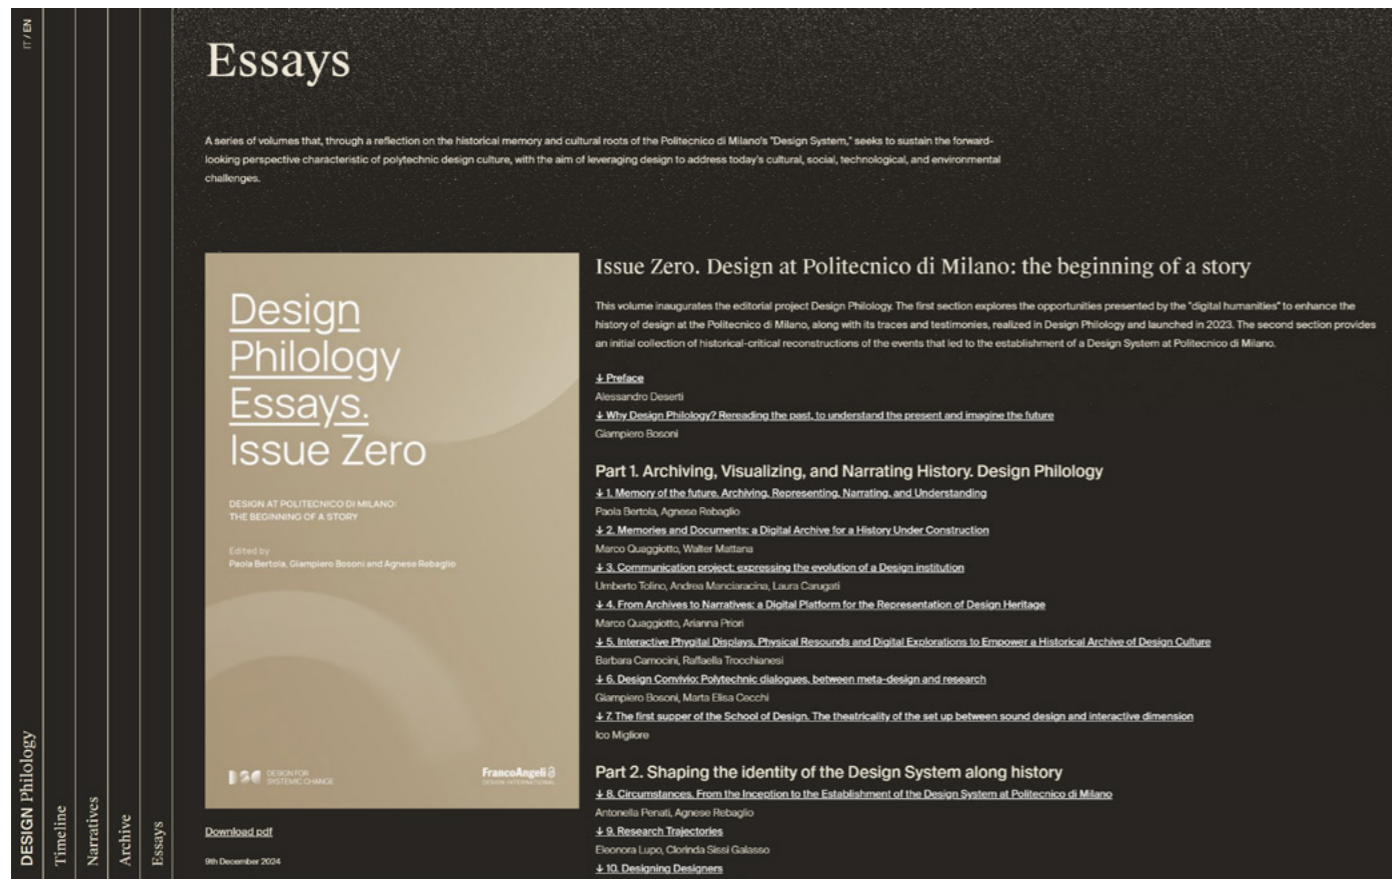 IT / EN
DESIGN Philology
Timeline
Narratives
Archive
Essays
Essays
A series of volumes that, through a reflection on the historical memory and cultural roots of the Politecnico di Milano's "Design System," seeks to sustain the forward-
looking perspective characteristic of polytechnic design culture, with the aim of leveraging design to address today's cultural, social, technological, and environmental
challenges.
Design
Philology
Essays.
Issue Zero
DESIGN AT POLITECNICO DI MILANO:
THE BEGINNING OF A STORY
Edited by
Paola Bertola, Giampiero Bosoni and Agnese Rebaglio
DESIGN FOR
SYSTEMIC CHANGE
FrancoAngeli
DESIGN INTERNATIONAL
Download pdf
9th December 2024
Issue Zero. Design at Politecnico di Milano: the beginning of a story
This volume inaugurates the editorial project Design Philology. The first section explores the opportunities presented by the "digital humanities" to enhance the
history of design at the Politecnico di Milano, along with its traces and testimonies, realized in Design Philology and launched in 2023. The second section provides
an initial collection of historical-critical reconstructions of the events that led to the establishment of a Design System at Politecnico di Milano.
↓ Preface
Alessandro Deserti
↓ Why Design Philology? Rereading the past, to understand the present and imagine the future
Giampiero Bosoni
Part 1. Archiving, Visualizing, and Narrating History. Design Philology
↓ 1. Memory of the future. Archiving, Representing, Narrating, and Understanding
Paola Bertola, Agnese Rebaglio
↓ 2. Memories and Documents: a Digital Archive for a History Under Construction
Marco Quaggiotto, Walter Mattana
↓ 3. Communication project: expressing the evolution of a Design institution
Umberto Tolino, Andrea Manciaracina, Laura Carugati
↓ 4. From Archives to Narratives: a Digital Platform for the Representation of Design Heritage
Marco Quaggiotto, Arianna Priori
↓ 5. Interactive Phygital Displays. Physical Resounds and Digital Explorations to Empower a Historical Archive of Design Culture
Barbara Camocini, Raffaella Trocchianesi
↓ 6. Design Convivio: Polytechnic dialogues, between meta-design and research
Giampiero Bosoni, Marta Elisa Cecchi
↓ 7. The first supper of the School of Design. The theatricality of the set up between sound design and interactive dimension
Ico Migliore
Part 2. Shaping the identity of the Design System along history
↓ 8. Circumstances. From the Inception to the Establishment of the Design System at Politecnico di Milano
Antonella Penati, Agnese Rebaglio
↓ 9. Research Trajectories
Eleonora Lupo, Clorinda Sissi Galasso
↓ 10. Designing Designers